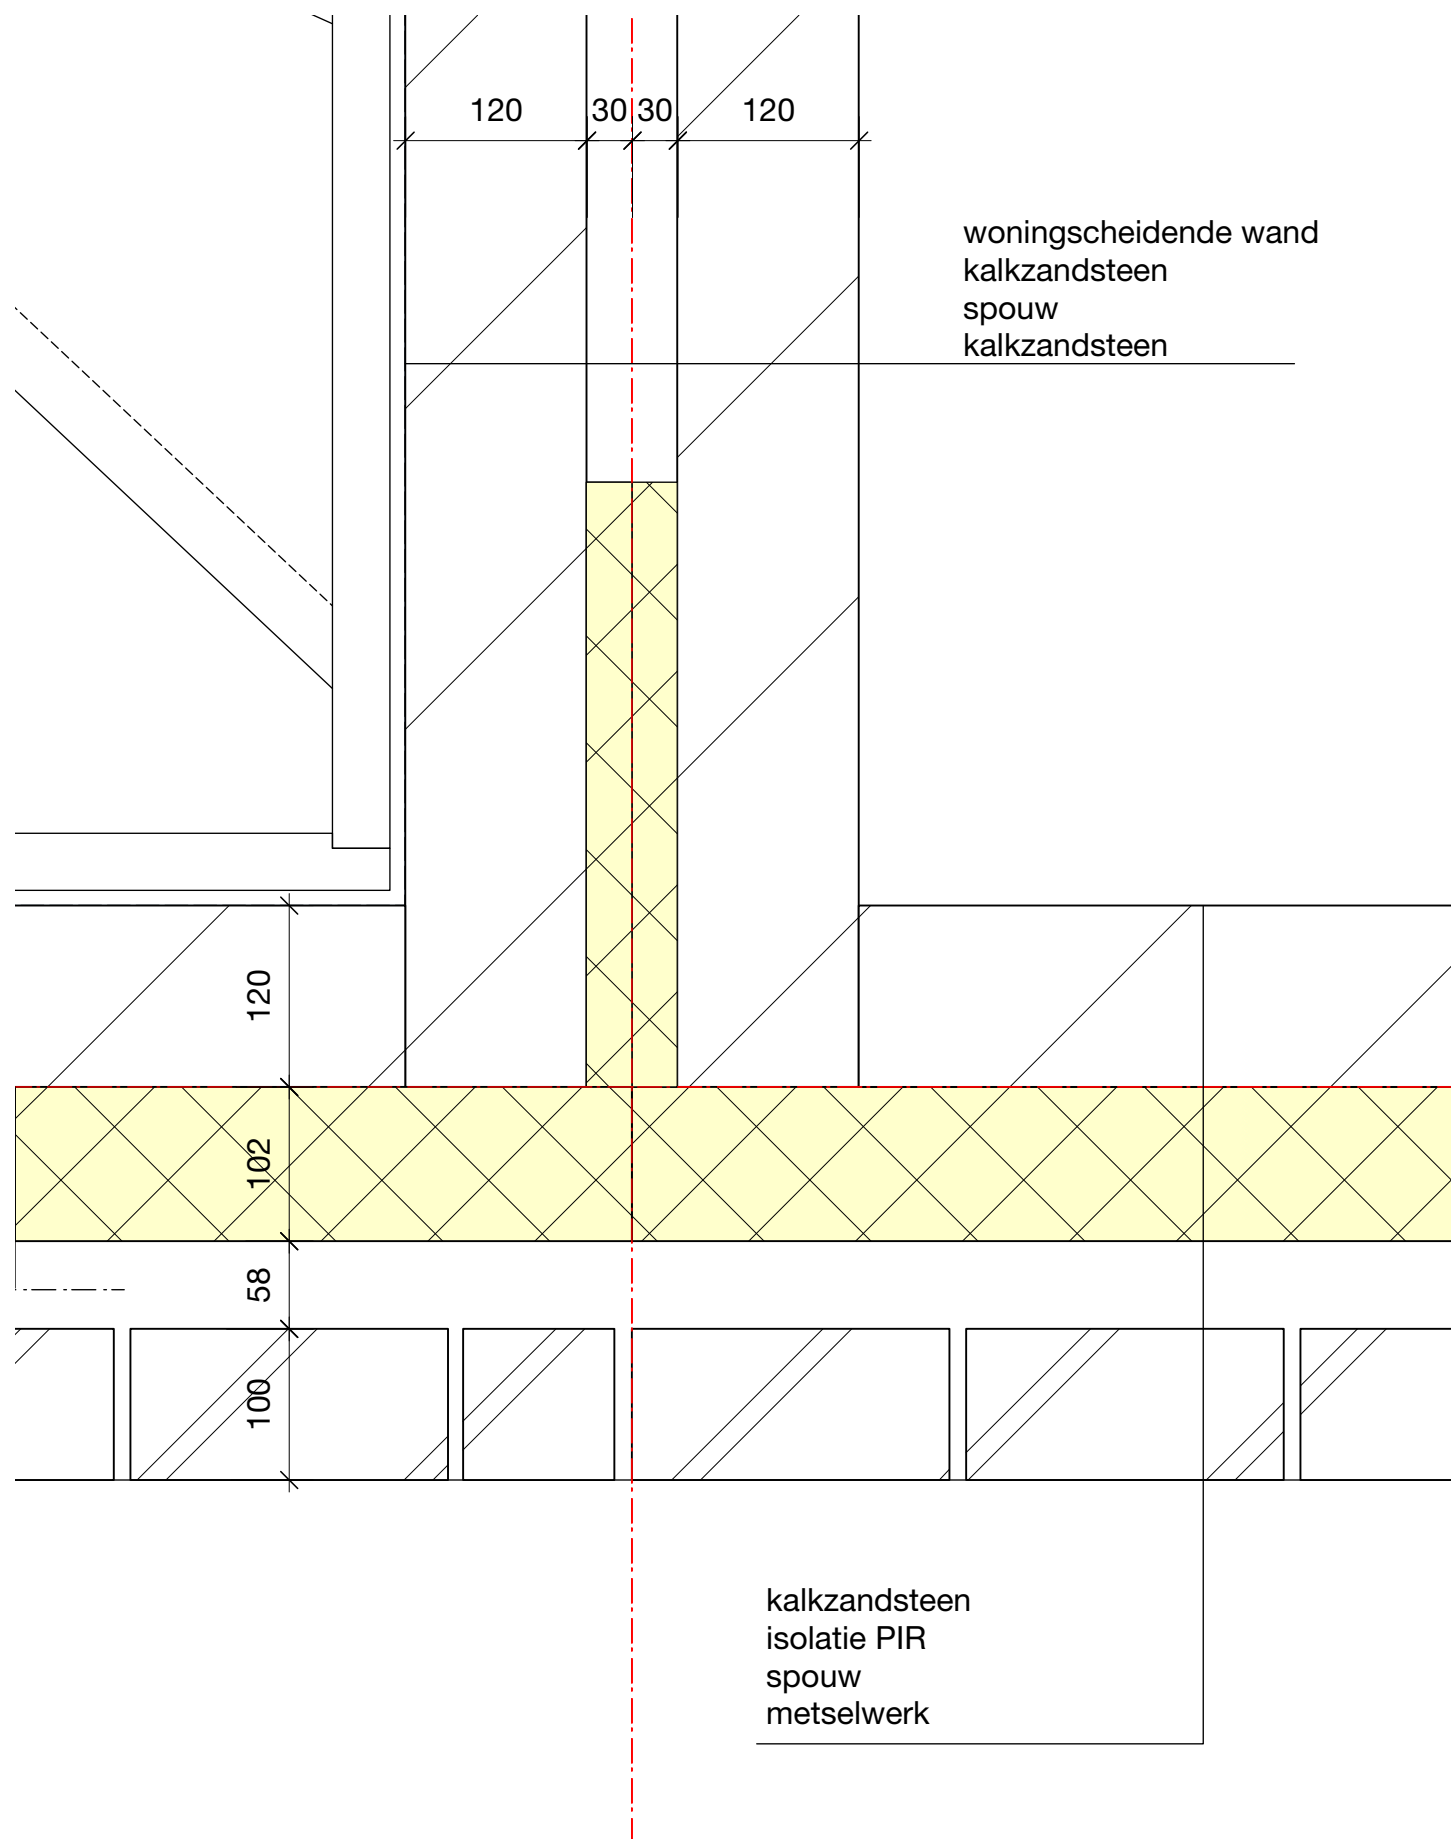 120 30 30 120
woningscheidende wand
kalkzandsteen
spouw
kalkzandsteen
120
102
58
100
kalkzandsteen
isolatie PIR
spouw
metselwerk